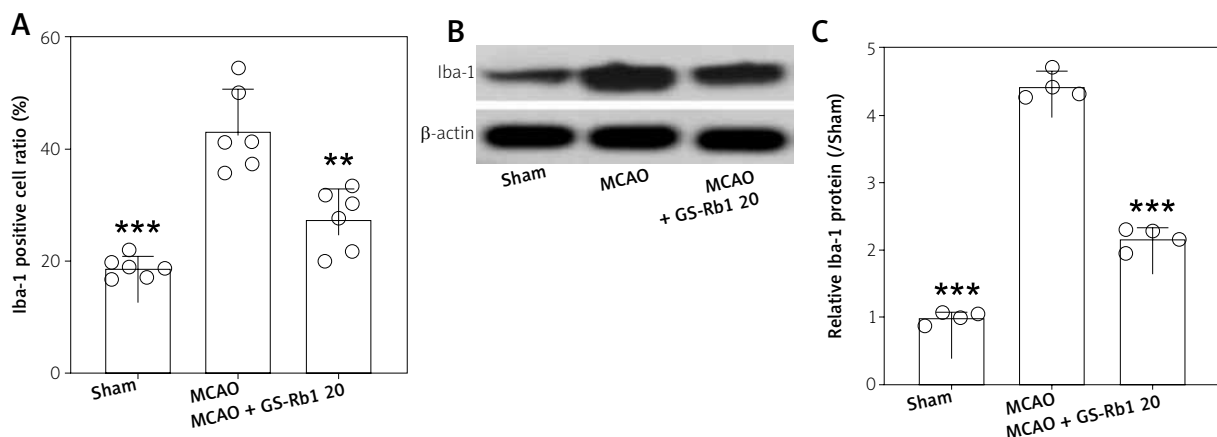 A
Iba-1 positive cell ratio (%)
60
40
20
0
***
**
Sham
MCAO
MCAO + GS-Rb1 20
B
Iba-1
β-actin
Sham
MCAO
MCAO
+ GS-Rb1 20
C
Relative Iba-1 protein (/Sham)
5
4
3
2
1
0
***
***
Sham
MCAO
MCAO + GS-Rb1 20